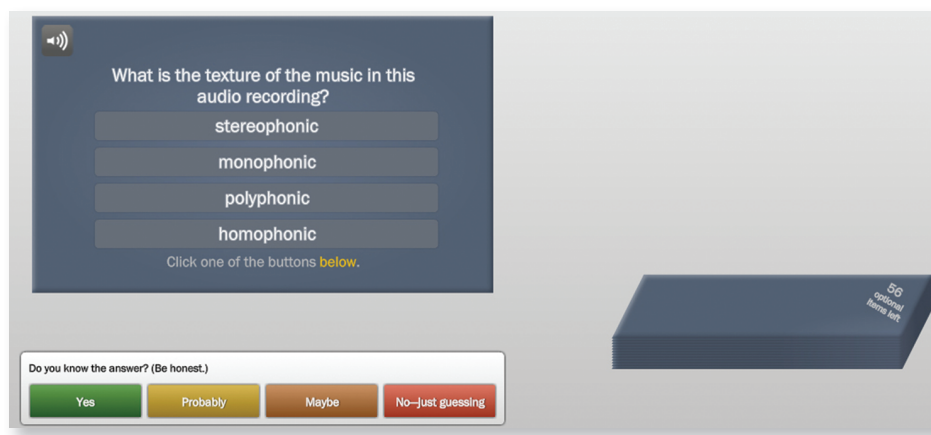 What is the texture of the music in this
audio recording?
stereophonic
monophonic
polyphonic
homophonic
Click one of the buttons below.
56
optional
items left
Do you know the answer? (Be honest.)
Yes
Probably
Maybe
No—just guessing